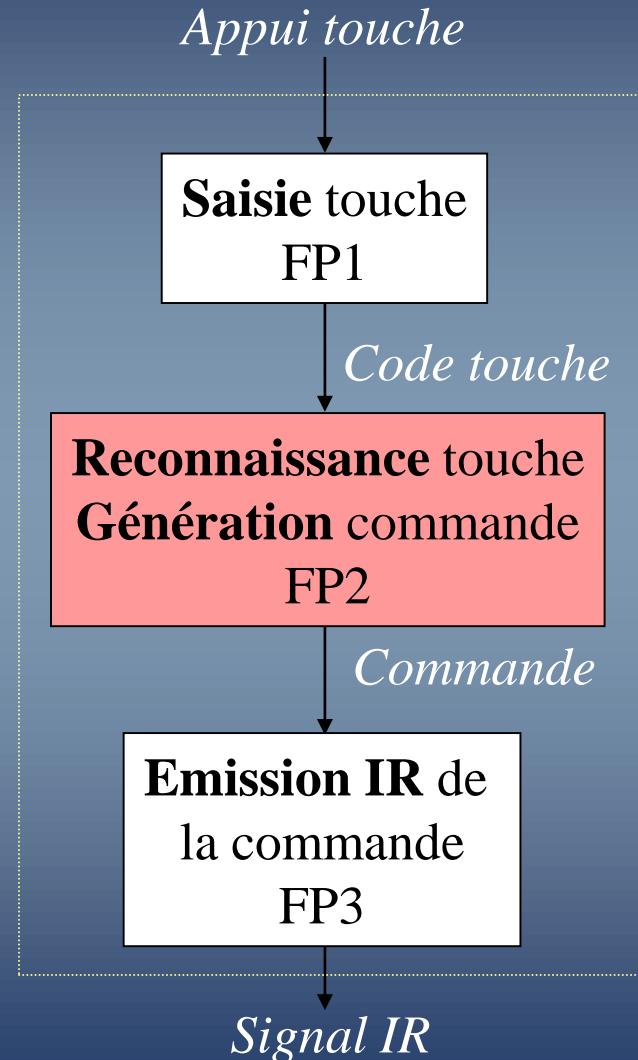 Appui touche
Saisie touche
FP1
Code touche
Reconnaissance touche
Génération commande
FP2
Commande
Emission IR de
la commande
FP3
Signal IR